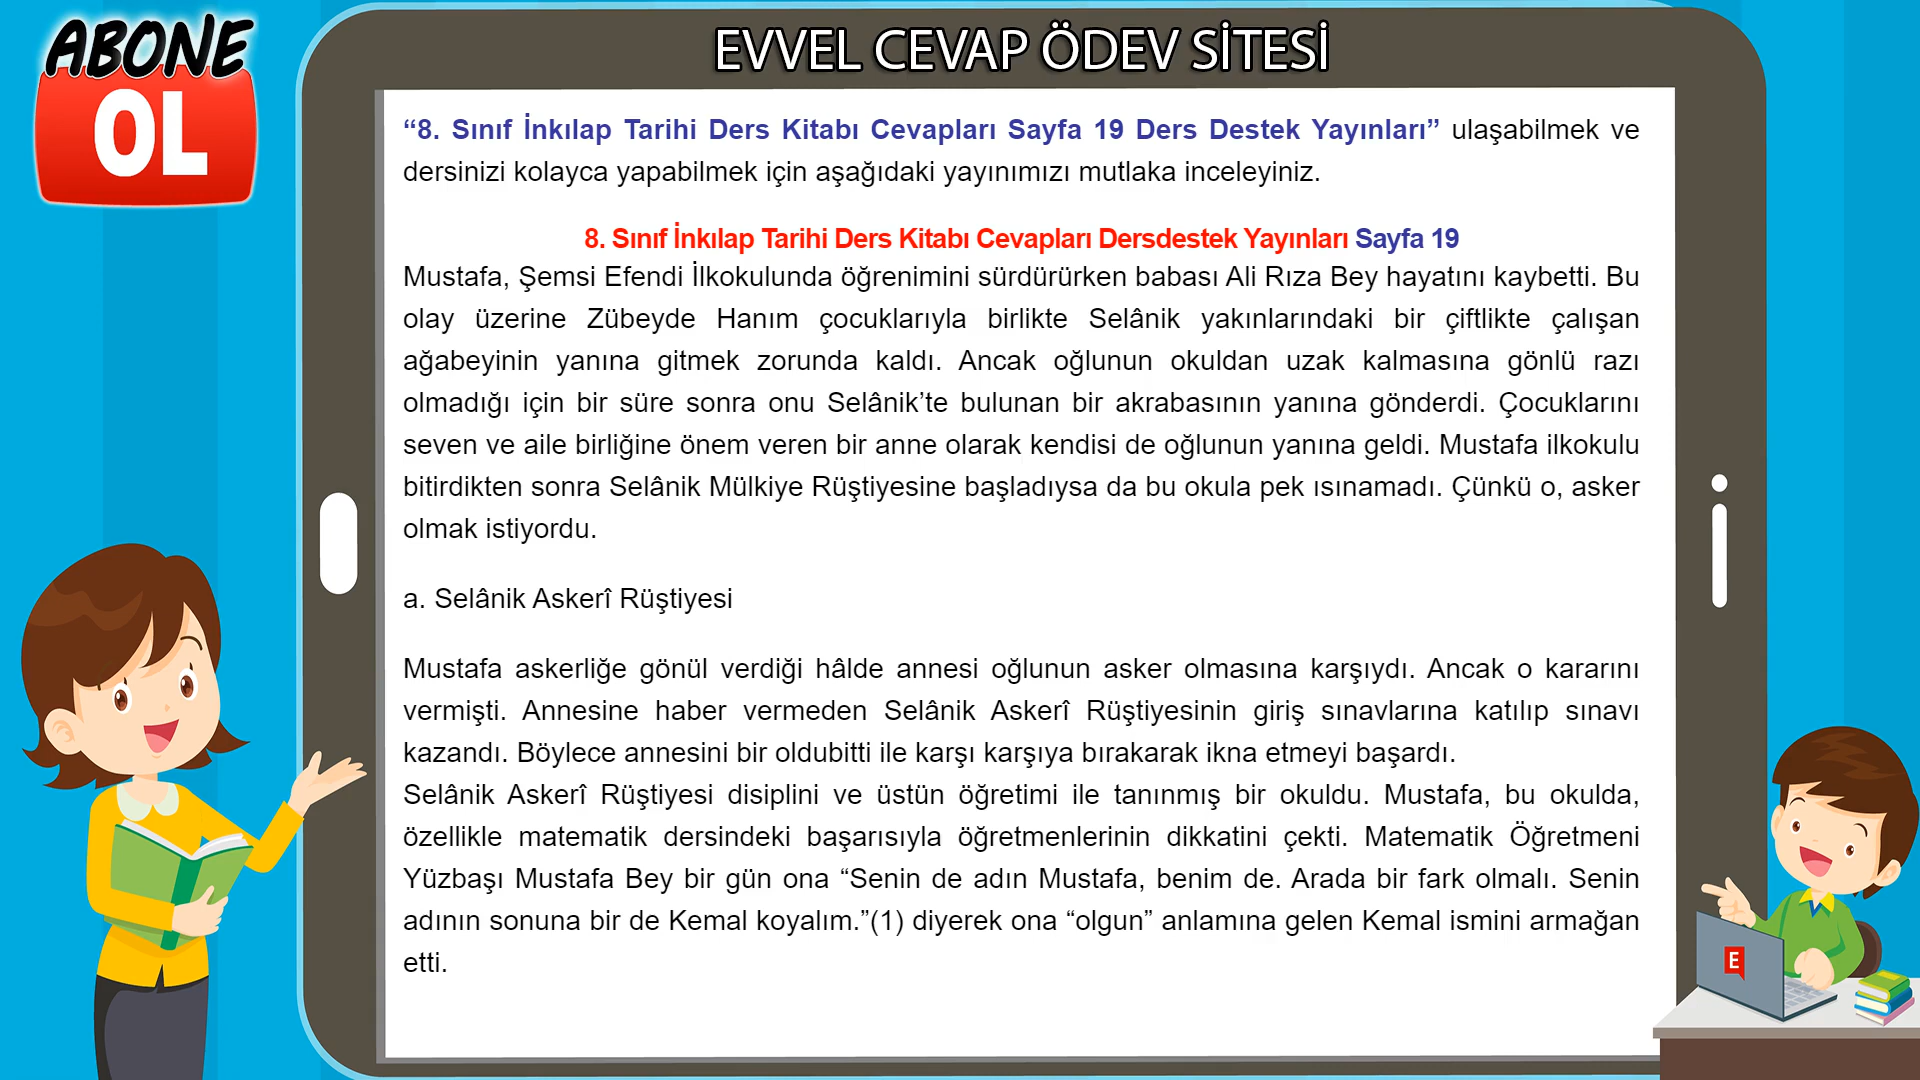 ABONE
OL
EVVEL CEVAP ÖDEV SİTESİ
“8. Sınıf İnkılap Tarihi Ders Kitabı Cevapları Sayfa 19 Ders Destek Yayınları” ulaşabilmek ve
dersinizi kolayca yapabilmek için aşağıdaki yayınımızı mutlaka inceleyiniz.
8. Sınıf İnkılap Tarihi Ders Kitabı Cevapları Dersdestek Yayınları Sayfa 19
Mustafa, Şemsi Efendi İlkokulunda öğrenimini sürdürürken babası Ali Rıza Bey hayatını kaybetti. Bu
olay üzerine Zübeyde Hanım çocuklarıyla birlikte Selânik yakınlarındaki bir çiftlikte çalışan
ağabeyinin yanına gitmek zorunda kaldı. Ancak oğlunun okuldan uzak kalmasına gönlü razı
olmadığı için bir süre sonra onu Selânik’te bulunan bir akrabasının yanına gönderdi. Çocuklarını
seven ve aile birliğine önem veren bir anne olarak kendisi de oğlunun yanına geldi. Mustafa ilkokulu
bitirdikten sonra Selânik Mülkiye Rüştiyesine başladıysa da bu okula pek ısınamadı. Çünkü o, asker
olmak istiyordu.
a. Selânik Askerî Rüştiyesi
Mustafa askerliğe gönül verdiği hâlde annesi oğlunun asker olmasına karşıydı. Ancak o kararını
vermişti. Annesine haber vermeden Selânik Askerî Rüştiyesinin giriş sınavlarına katılıp sınavı
kazandı. Böylece annesini bir oldubitti ile karşı karşıya bırakarak ikna etmeyi başardı.
Selânik Askerî Rüştiyesi disiplini ve üstün öğretimi ile tanınmış bir okuldu. Mustafa, bu okulda,
özellikle matematik dersindeki başarısıyla öğretmenlerinin dikkatini çekti. Matematik Öğretmeni
Yüzbaşı Mustafa Bey bir gün ona “Senin de adın Mustafa, benim de. Arada bir fark olmalı. Senin
adının sonuna bir de Kemal koyalım.”(1) diyerek ona “olgun” anlamına gelen Kemal ismini armağan
etti.
E